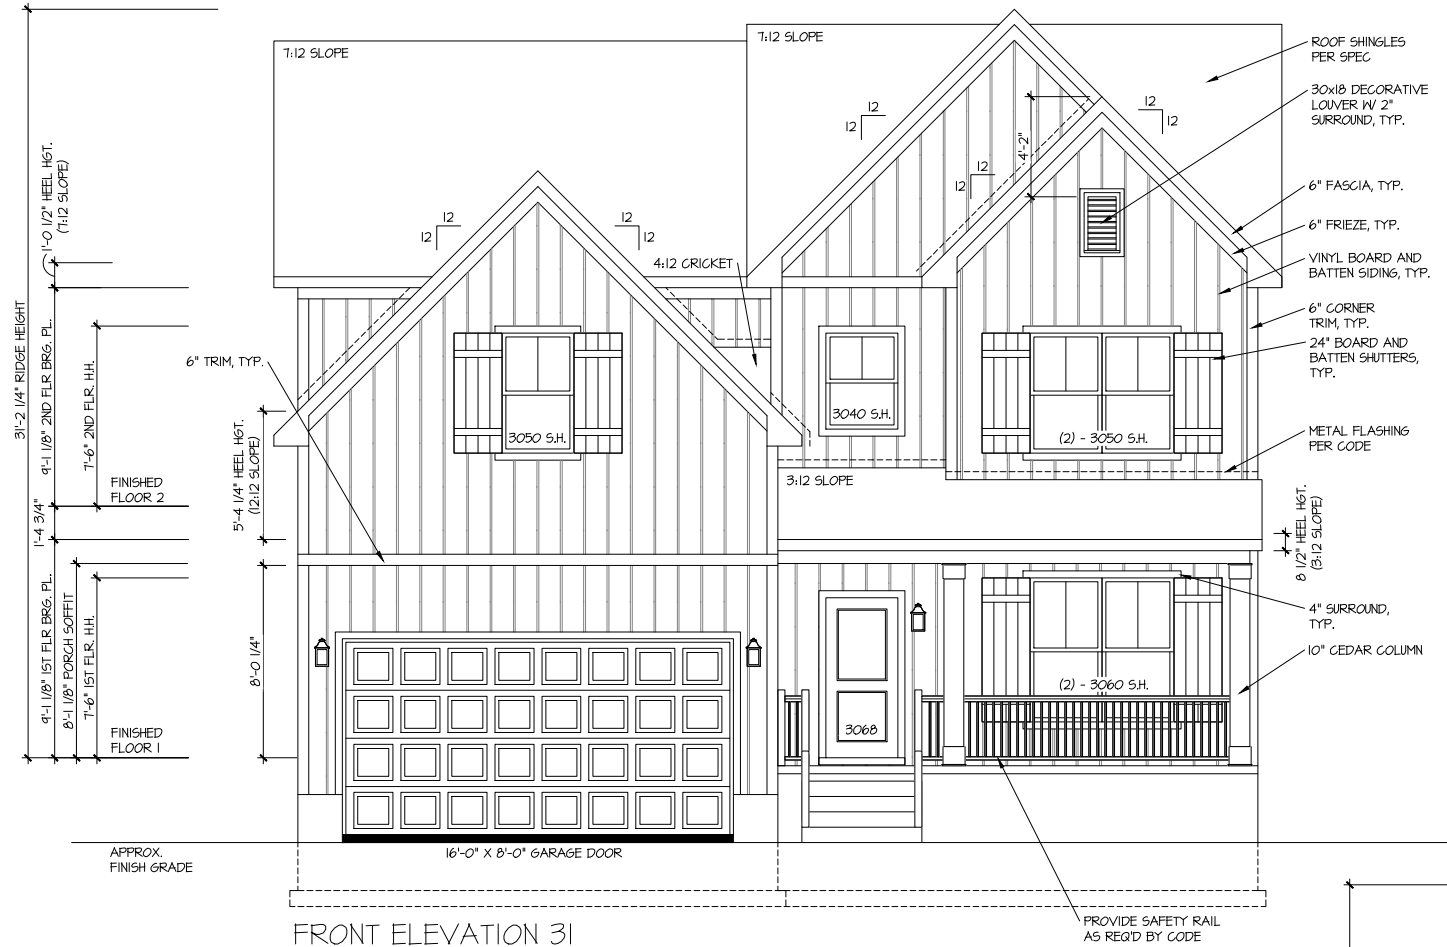 7:12 SLOPE
7:12 SLOPE
ROOF SHINGLES
PER SPEC
30x18 DECORATIVE
LOUVER W/ 2"
SURROUND, TYP.
12
12
12
12
4'-2"
12
12
6" FASCIA, TYP.
12
12
12
12
6" FRIEZE, TYP.
4:12 CRICKET
VINYL BOARD AND
BATTEN SIDING, TYP.
1'-0 1/2" HEEL HGT.
(7:12 SLOPE)
31'-2 1/4" RIDGE HEIGHT
9'-1 1/8" 2ND FLR BRG. PL.
7'-6" 2ND FLR. H.H.
6" TRIM, TYP.
6" CORNER
TRIM, TYP.
24" BOARD AND
BATTEN SHUTTERS,
TYP.
3050 S.H.
3040 S.H.
(2) - 3050 S.H.
METAL FLASHING
PER CODE
5'-4 1/4" HEEL HGT.
(12:12 SLOPE)
FINISHED
FLOOR 2
3:12 SLOPE
1'-4 3/4"
8 1/2" HEEL HGT.
(3:12 SLOPE)
9'-1 1/8" 1ST FLR BRG. PL.
8'-1 1/8" PORCH SOFFIT
7'-6" 1ST FLR. H.H.
8'-0 1/4"
4" SURROUND,
TYP.
10" CEDAR COLUMN
(2) - 3060 S.H.
3068
FINISHED
FLOOR 1
APPROX.
FINISH GRADE
16'-0" X 8'-0" GARAGE DOOR
PROVIDE SAFETY RAIL
AS REQ'D BY CODE
FRONT ELEVATION 31